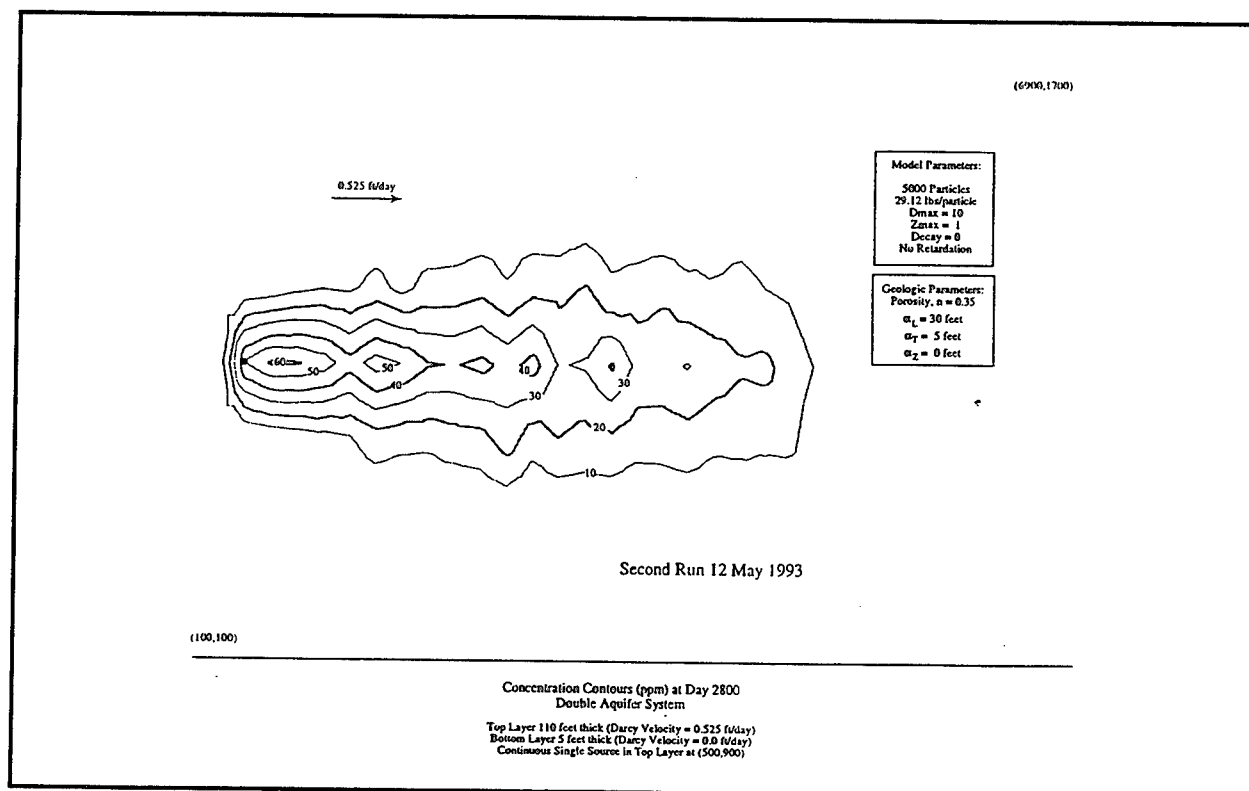 (6900,1700)
0.525 ft/day
Model Parameters:
5000 Particles
29.12 lbs/particle
Dmax = 10
Zmax = 1
Decay = 0
No Retardation
Geologic Parameters:
Porosity, n = 0.35
α_L = 30 feet
α_T = 5 feet
α_Z = 0 feet
60
50
50
40
40
30
30
20
10
Second Run 12 May 1993
(100,100)
Concentration Contours (ppm) at Day 2800
Double Aquifer System
Top Layer 110 feet thick (Darcy Velocity = 0.525 ft/day)
Bottom Layer 5 feet thick (Darcy Velocity = 0.0 ft/day)
Continuous Single Source in Top Layer at (500,900)